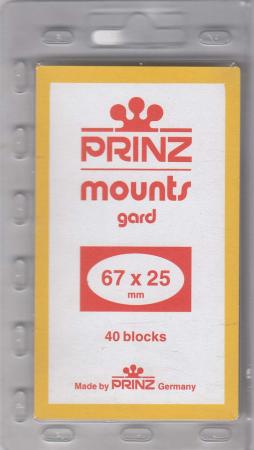 PRINZ
mounts
gard
67 x 25
mm
40 blocks
Made by PRINZ Germany